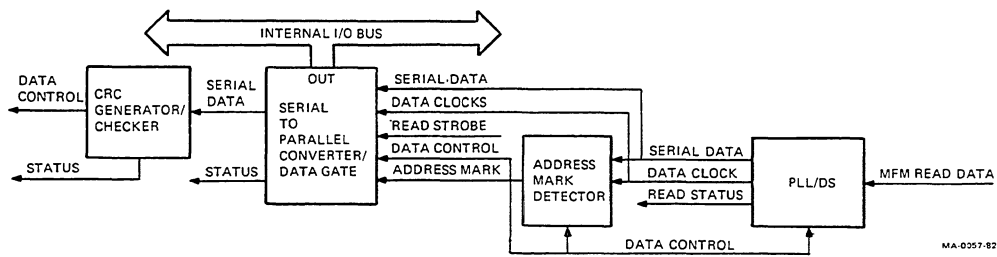 INTERNAL I/O BUS
DATA
CONTROL
CRC
GENERATOR/
CHECKER
STATUS
SERIAL
DATA
STATUS
OUT
SERIAL
TO
PARALLEL
CONVERTER/
DATA GATE
SERIAL DATA
DATA CLOCKS
READ STROBE
DATA CONTROL
ADDRESS MARK
ADDRESS
MARK
DETECTOR
SERIAL DATA
DATA CLOCK
READ STATUS
PLL/DS
MFM READ DATA
DATA CONTROL
MA-0057-82